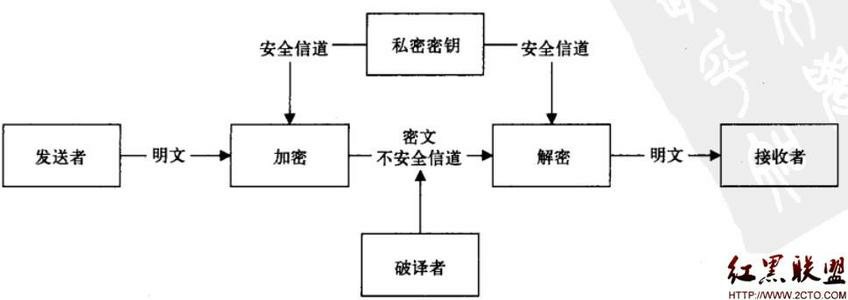 安全信道 私密密钥 安全信道
发送者 明文 加密 密文 解密 明文 接收者
不安全信道
破译者
红黑联盟
HTTP://WWW.2CTO.COM